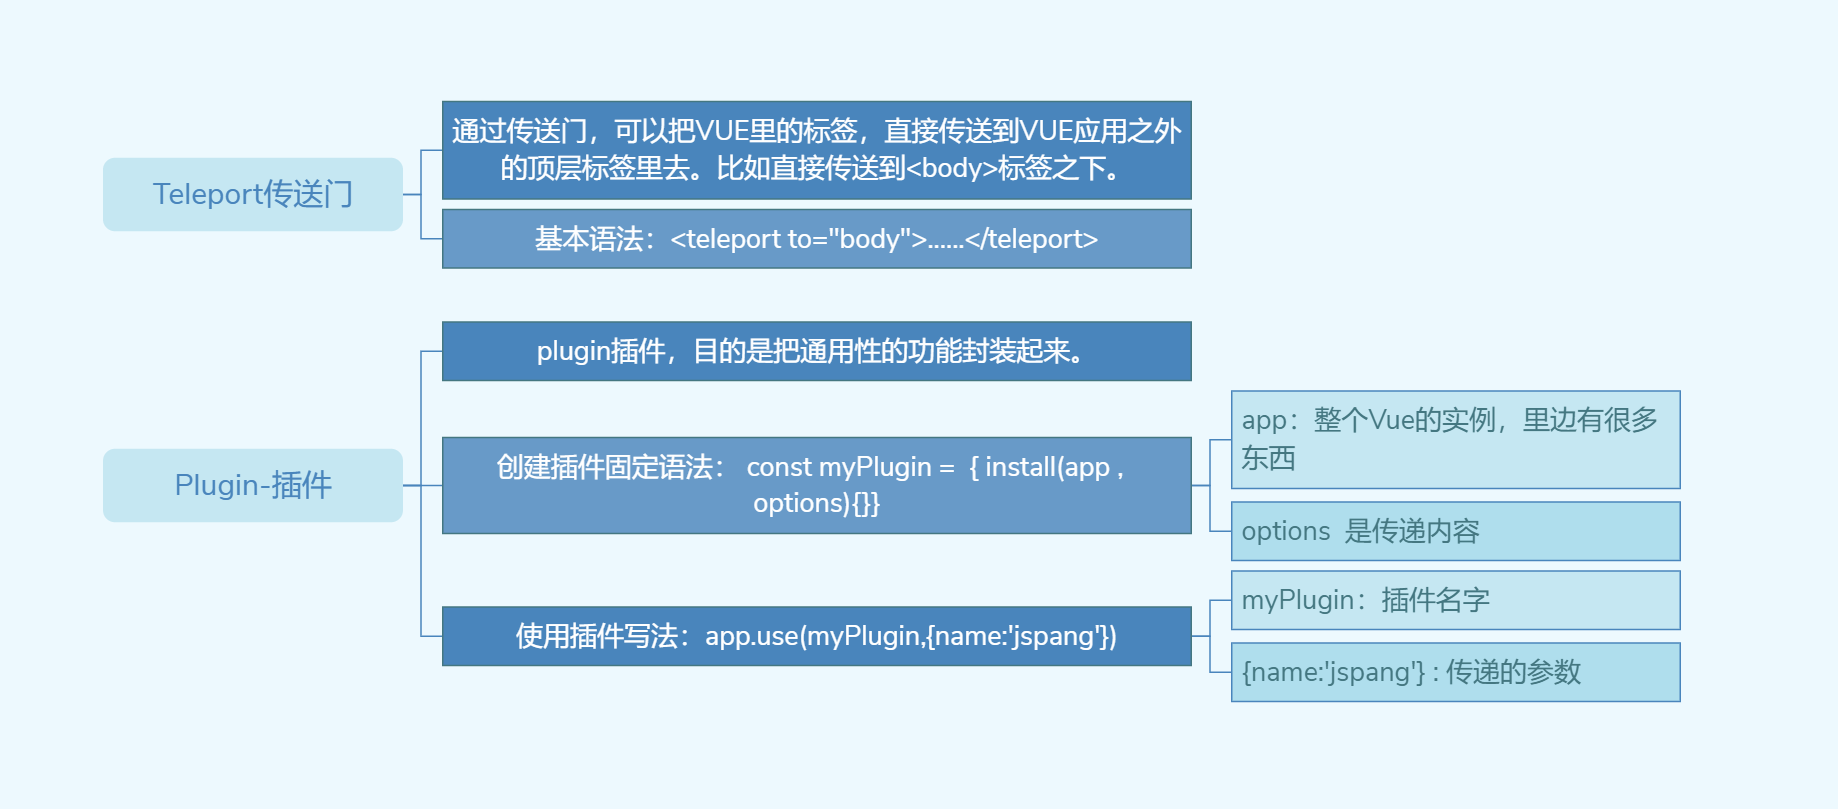 Teleport传送门
通过传送门，可以把VUE里的标签，直接传送到VUE应用之外
的顶层标签里去。比如直接传送到<body>标签之下。
基本语法：<teleport to="body">......</teleport>
Plugin-插件
plugin插件，目的是把通用性的功能封装起来。
创建插件固定语法： const myPlugin = { install(app ,
options){}}
app：整个Vue的实例，里边有很多
东西
options 是传递内容
使用插件写法：app.use(myPlugin,{name:'jspang'})
myPlugin：插件名字
{name:'jspang'} : 传递的参数